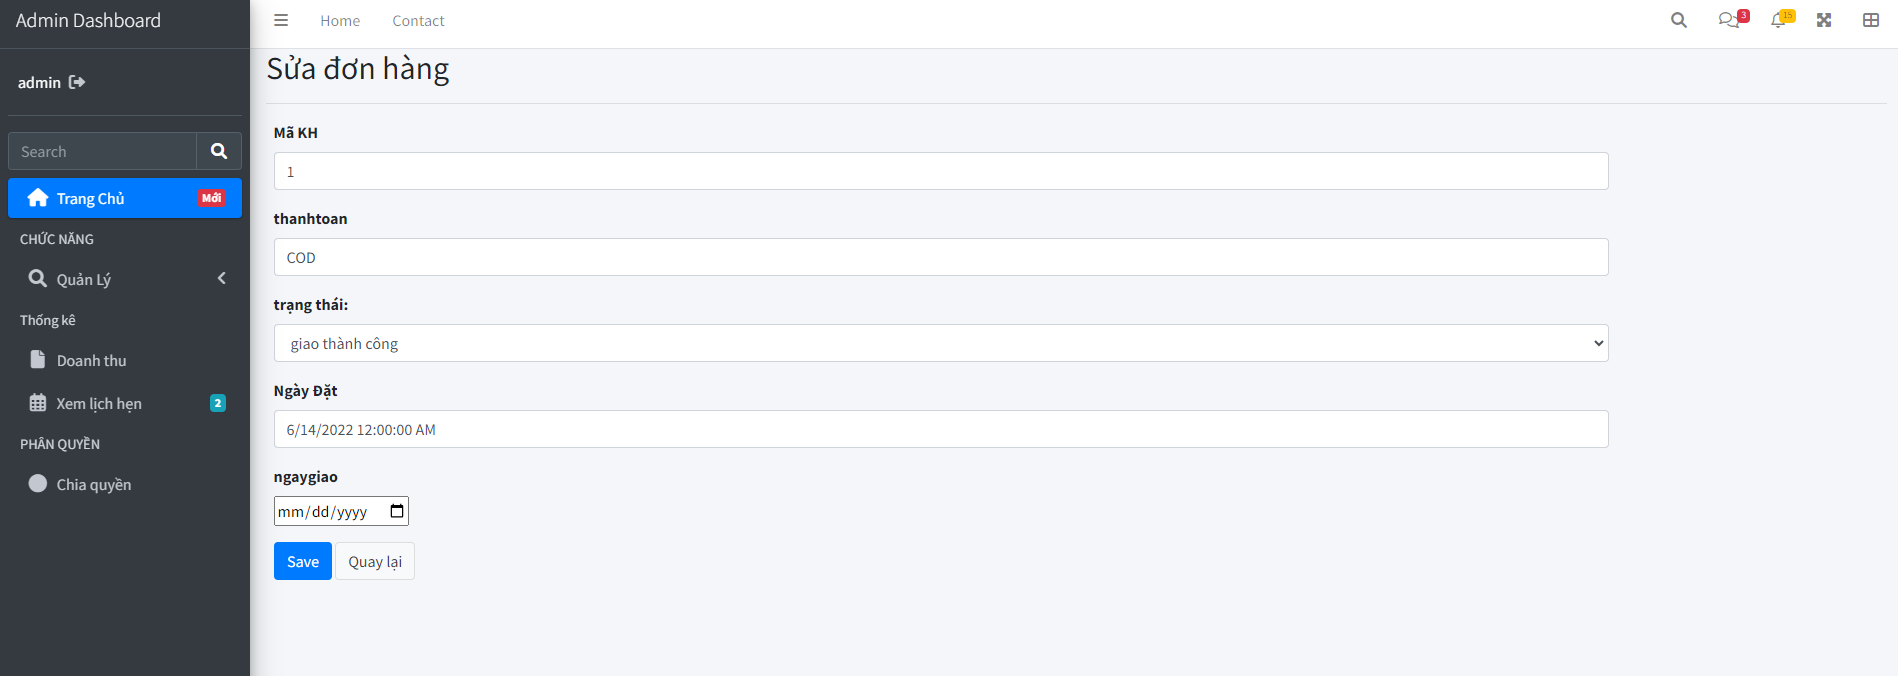 Admin Dashboard
Home
Contact
3
15
admin
Search
Trang Chủ
Mới
CHỨC NĂNG
Quản Lý
Thống kê
Doanh thu
Xem lịch hẹn
2
PHÂN QUYỀN
Chia quyền
Sửa đơn hàng
Mã KH
1
thanhtoan
COD
trạng thái:
giao thành công
Ngày Đặt
6/14/2022 12:00:00 AM
ngaygiao
mm/dd/yyyy
Save
Quay lại